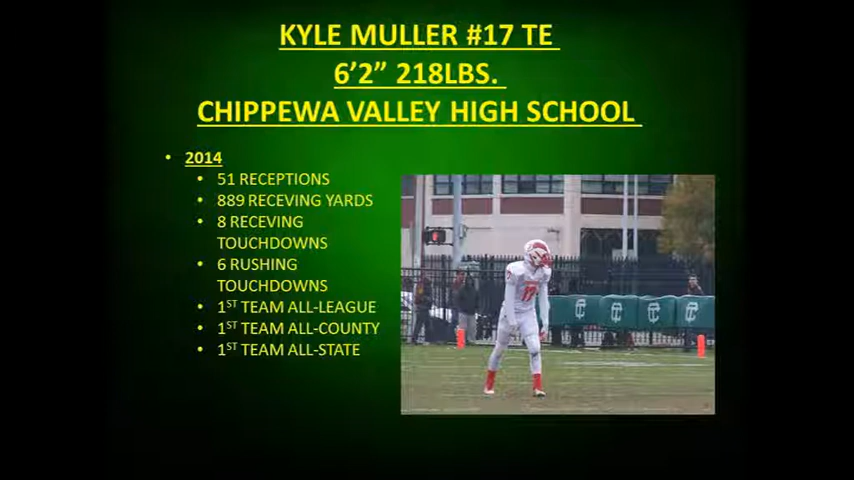 KYLE MULLER #17 TE
6’2” 218LBS.
CHIPPEWA VALLEY HIGH SCHOOL
• 2014
• 51 RECEPTIONS
• 889 RECEVING YARDS
• 8 RECEVING
TOUCHDOWNS
• 6 RUSHING
TOUCHDOWNS
• 1ST TEAM ALL-LEAGUE
• 1ST TEAM ALL-COUNTY
• 1ST TEAM ALL-STATE
17